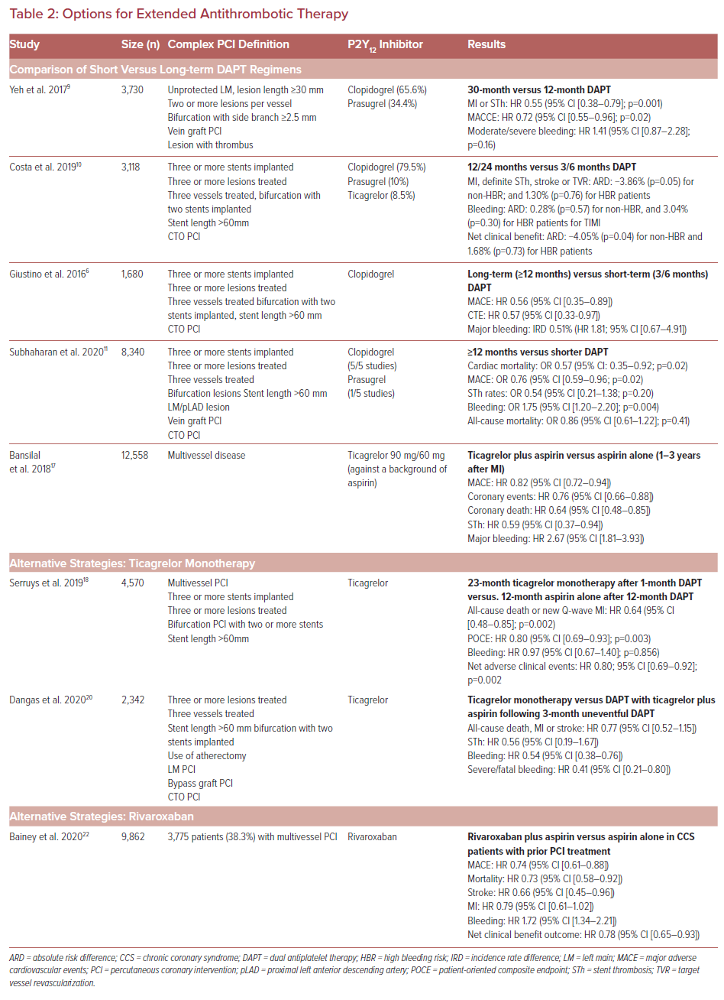 Table 2: Options for Extended Antithrombotic Therapy
Study Size (n) Complex PCI Definition P2Y12 Inhibitor Results
Comparison of Short Versus Long-term DAPT Regimens
Yeh et al. 2017⁹ 3,730 Unprotected LM, lesion length ≥30 mm Clopidogrel (65.6%) 30-month versus 12-month DAPT
Two or more lesions per vessel Prasugrel (34.4%) MI or STh: HR 0.55 (95% CI [0.38–0.79]; p=0.001)
Bifurcation with side branch ≥2.5 mm MACCE: HR 0.72 (95% CI [0.55–0.96]; p=0.02)
Vein graft PCI Moderate/severe bleeding: HR 1.41 (95% CI [0.87–2.28];
Lesion with thrombus p=0.16)
Costa et al. 2019¹⁰ 3,118 Three or more stents implanted Clopidogrel (79.5%) 12/24 months versus 3/6 months DAPT
Three or more lesions treated Prasugrel (10%) MI, definite STh, stroke or TVR: ARD: −3.86% (p=0.05) for
Three vessels treated, bifurcation with Ticagrelor (8.5%) non-HBR; and 1.30% (p=0.76) for HBR patients
two stents implanted Bleeding: ARD: 0.28% (p=0.57) for non-HBR, and 3.04%
Stent length >60mm (p=0.30) for HBR patients for TIMI
CTO PCI Net clinical benefit: ARD: −4.05% (p=0.04) for non-HBR and
1.68% (p=0.73) for HBR patients
Giustino et al. 2016⁶ 1,680 Three or more stents implanted Clopidogrel Long-term (≥12 months) versus short-term (3/6 months)
Three or more lesions treated DAPT
Three vessels treated bifurcation with two MACE: HR 0.56 (95% CI [0.35–0.89])
stents implanted, stent length >60 mm CTE: HR 0.57 (95% CI [0.33-0.97])
CTO PCI Major bleeding: IRD 0.51% (HR 1.81; 95% CI [0.67–4.91])
Subhaharan et al. 2020¹¹ 8,340 Three or more stents implanted Clopidogrel ≥12 months versus shorter DAPT
Three or more lesions treated (5/5 studies) Cardiac mortality: OR 0.57 (95% CI: 0.35–0.92; p=0.02)
Three vessels treated Prasugrel MACE: OR 0.76 (95% CI [0.59–0.96; p=0.02)
Bifurcation lesions Stent length >60 mm (1/5 studies) STh rates: OR 0.54 (95% CI [0.21–1.38; p=0.20)
LM/pLAD lesion Bleeding: OR 1.75 (95% CI [1.20–2.20]; p=0.004)
Vein graft PCI All-cause mortality: OR 0.86 (95% CI [0.61–1.22]; p=0.41)
CTO PCI
Bansilal 12,558 Multivessel disease Ticagrelor 90 mg/60 mg Ticagrelor plus aspirin versus aspirin alone (1–3 years
et al. 2018¹⁷ (against a background of after MI)
aspirin) MACE: HR 0.82 (95% CI [0.72–0.94])
Coronary events: HR 0.76 (95% CI [0.66–0.88])
Coronary death: HR 0.64 (95% CI [0.48–0.85])
STh: HR 0.59 (95% CI [0.37–0.94])
Major bleeding: HR 2.67 (95% CI [1.81–3.93])
Alternative Strategies: Ticagrelor Monotherapy
Serruys et al. 2019¹⁸ 4,570 Multivessel PCI Ticagrelor 23-month ticagrelor monotherapy after 1-month DAPT
Three or more stents implanted versus. 12-month aspirin alone after 12-month DAPT
Three or more lesions treated All-cause death or new Q-wave MI: HR 0.64 (95% CI
Bifurcation PCI with two or more stents [0.48–0.85]; p=0.002)
Stent length >60mm POCE: HR 0.80 (95% CI [0.69–0.93]; p=0.003)
Bleeding: HR 0.97 (95% CI [0.67–1.40]; p=0.856)
Net adverse clinical events: HR 0.80; 95% CI [0.69–0.92];
p=0.002
Dangas et al. 2020²⁰ 2,342 Three or more lesions treated Ticagrelor Ticagrelor monotherapy versus DAPT with ticagrelor plus
Three vessels treated aspirin following 3-month uneventful DAPT
Stent length >60 mm bifurcation with two All-cause death, MI or stroke: HR 0.77 (95% CI [0.52–1.15])
stents implanted STh: HR 0.56 (95% CI [0.19–1.67])
Use of atherectomy Bleeding: HR 0.54 (95% CI [0.38–0.76])
LM PCI Severe/fatal bleeding: HR 0.41 (95% CI [0.21–0.80])
Bypass graft PCI
CTO PCI
Alternative Strategies: Rivaroxaban
Bainey et al. 2020²² 9,862 3,775 patients (38.3%) with multivessel PCI Rivaroxaban Rivaroxaban plus aspirin versus aspirin alone in CCS
patients with prior PCI treatment
MACE: HR 0.74 (95% CI [0.61–0.88])
Mortality: HR 0.73 (95% CI [0.58–0.92])
Stroke: HR 0.66 (95% CI [0.45–0.96])
MI: HR 0.79 (95% CI [0.61–1.02])
Bleeding: HR 1.72 (95% CI [1.34–2.21])
Net clinical benefit outcome: HR 0.78 (95% CI [0.65–0.93])
ARD = absolute risk difference; CCS = chronic coronary syndrome; DAPT = dual antiplatelet therapy; HBR = high bleeding risk; IRD = incidence rate difference; LM = left main; MACE = major adverse
cardiovascular events; PCI = percutaneous coronary intervention; pLAD = proximal left anterior descending artery; POCE = patient-oriented composite endpoint; STh = stent thrombosis; TVR = target
vessel revascularization.